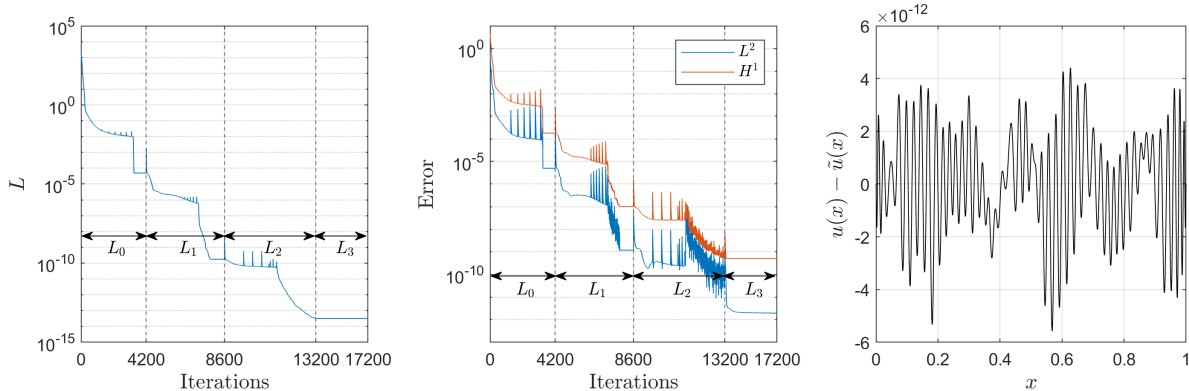 10^5
10^0
10^-5
10^-10
10^-15
L
L_0
L_1
L_2
L_3
0
4200
8600
13200
17200
Iterations
10^0
10^-5
10^-10
Error
L^2
H^1
L_0
L_1
L_2
L_3
0
4200
8600
13200
17200
Iterations
×10^-12
6
4
2
0
-2
-4
-6
u(x) − ũ(x)
0
0.2
0.4
0.6
0.8
1
x